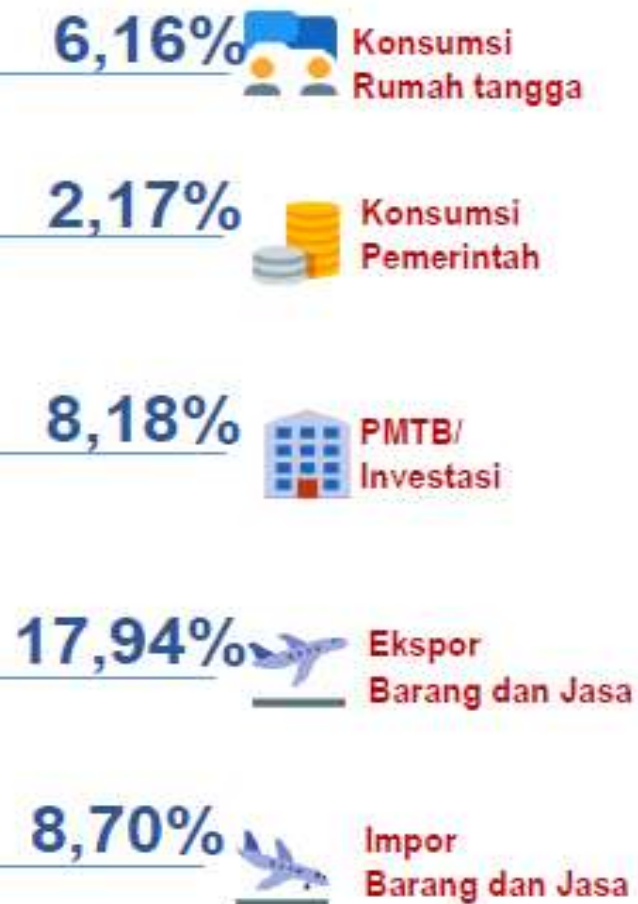 6,16%
Konsumsi
Rumah tangga
2,17%
Konsumsi
Pemerintah
8,18%
PMTB/
Investasi
17,94%
Ekspor
Barang dan Jasa
8,70%
Impor
Barang dan Jasa